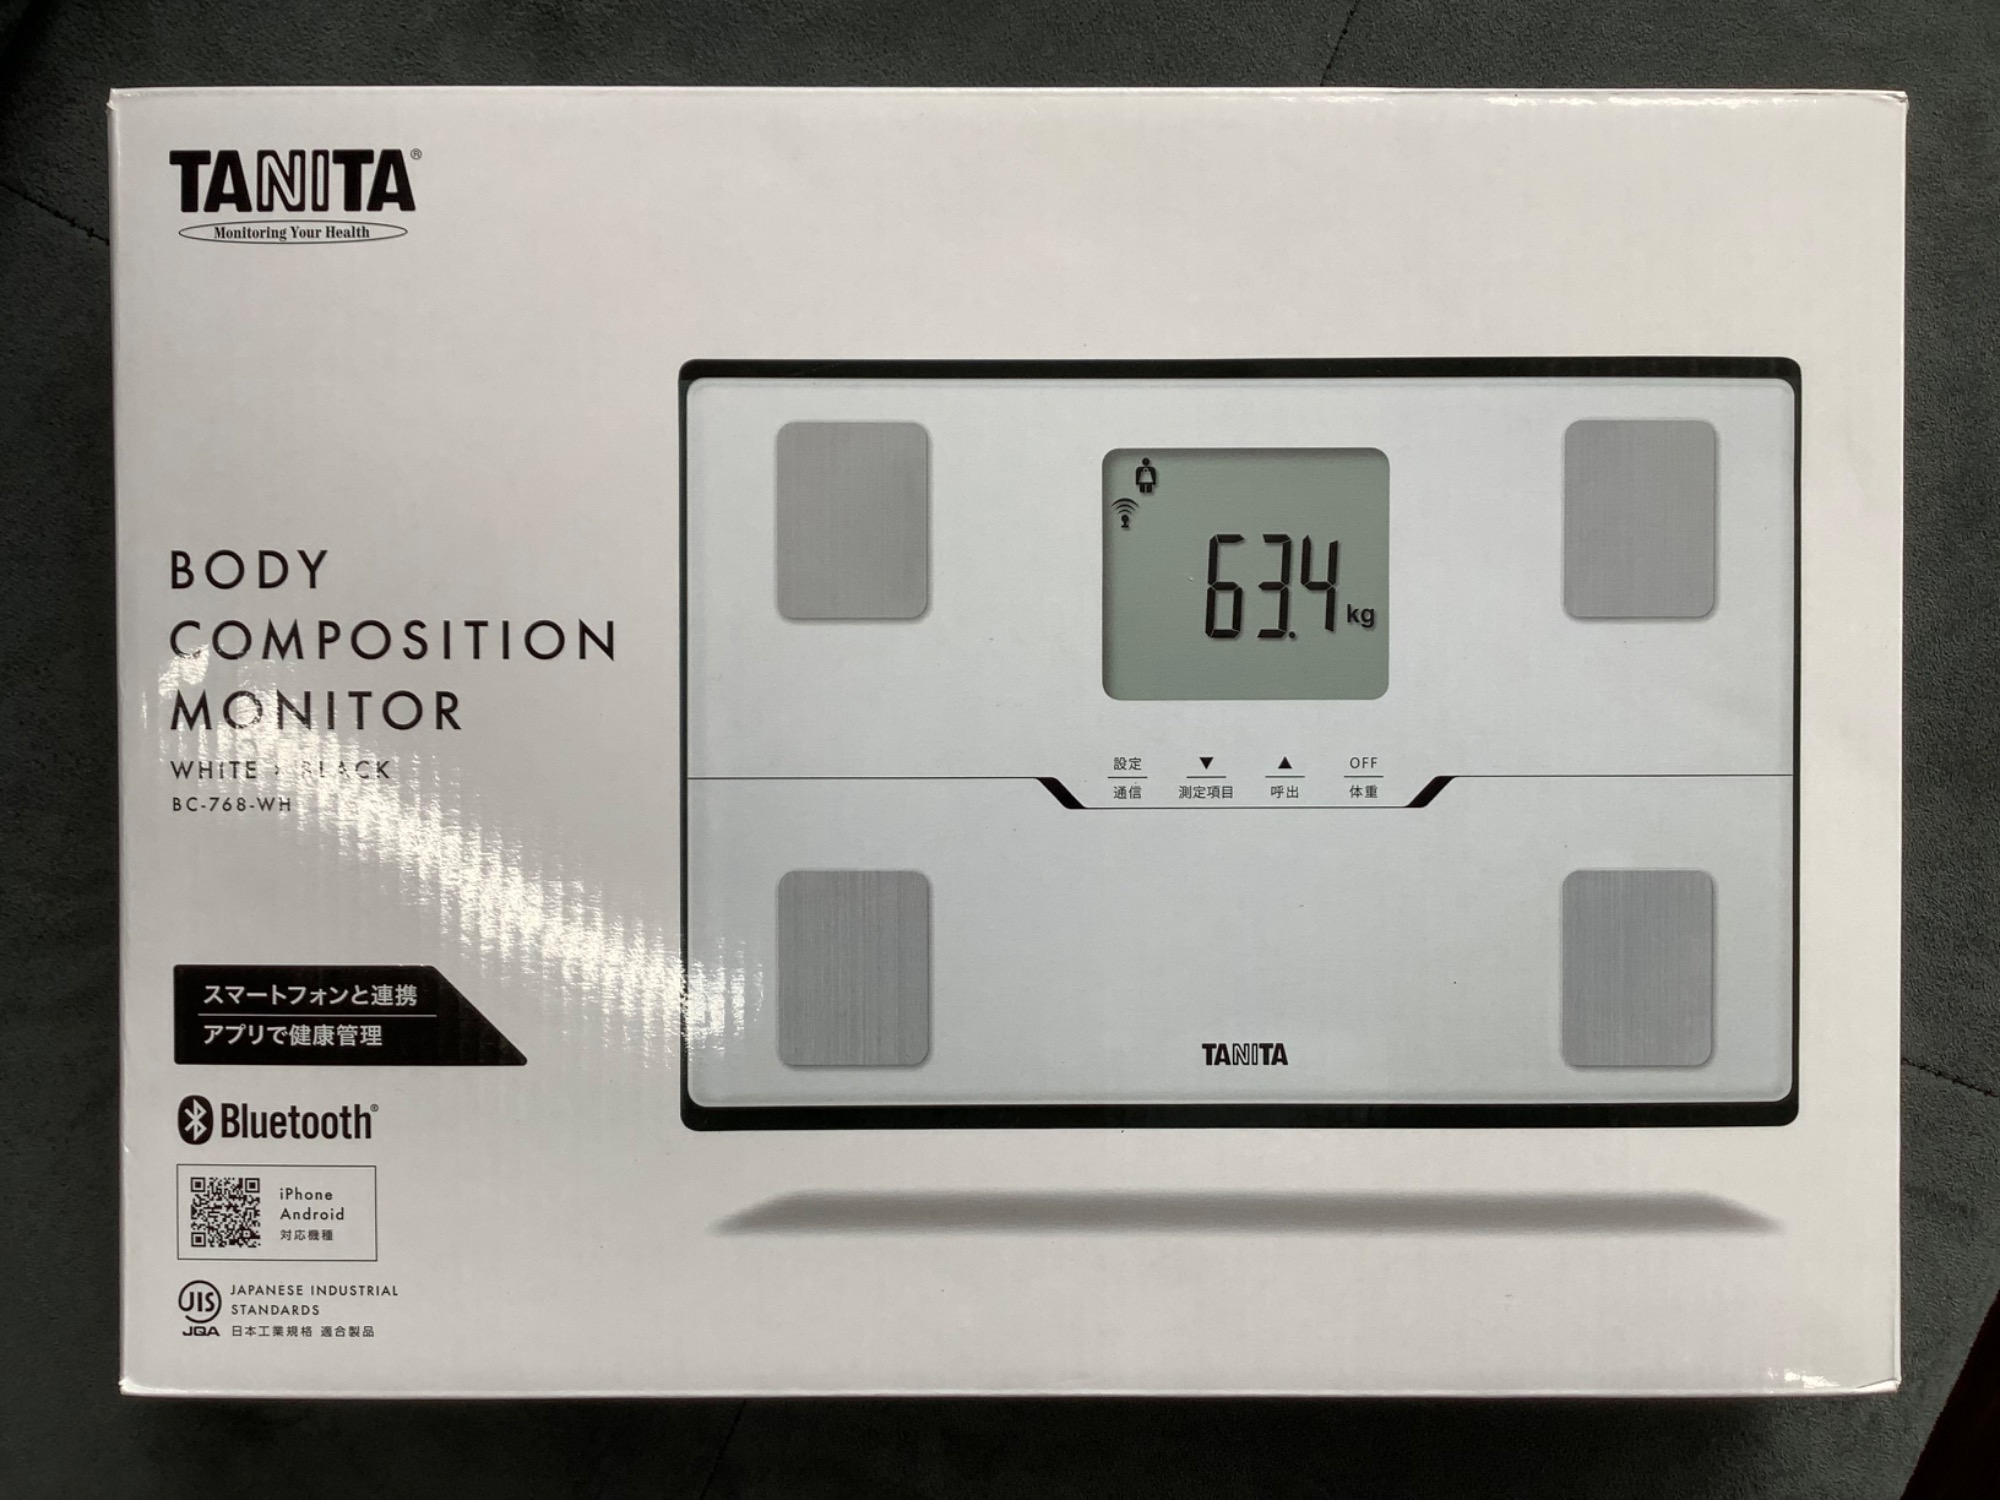 TANITA®
Monitoring Your Health
BODY
COMPOSITION
MONITOR
WHITE × BLACK
BC-768-WH
スマートフォンと連携
アプリで健康管理
Bluetooth®
iPhone
Android
対応機種
JIS
JQA
JAPANESE INDUSTRIAL
STANDARDS
日本工業規格 適合製品
63.4kg
設定 ▼ ▲ OFF
通信 測定項目 呼出 体重
TANITA